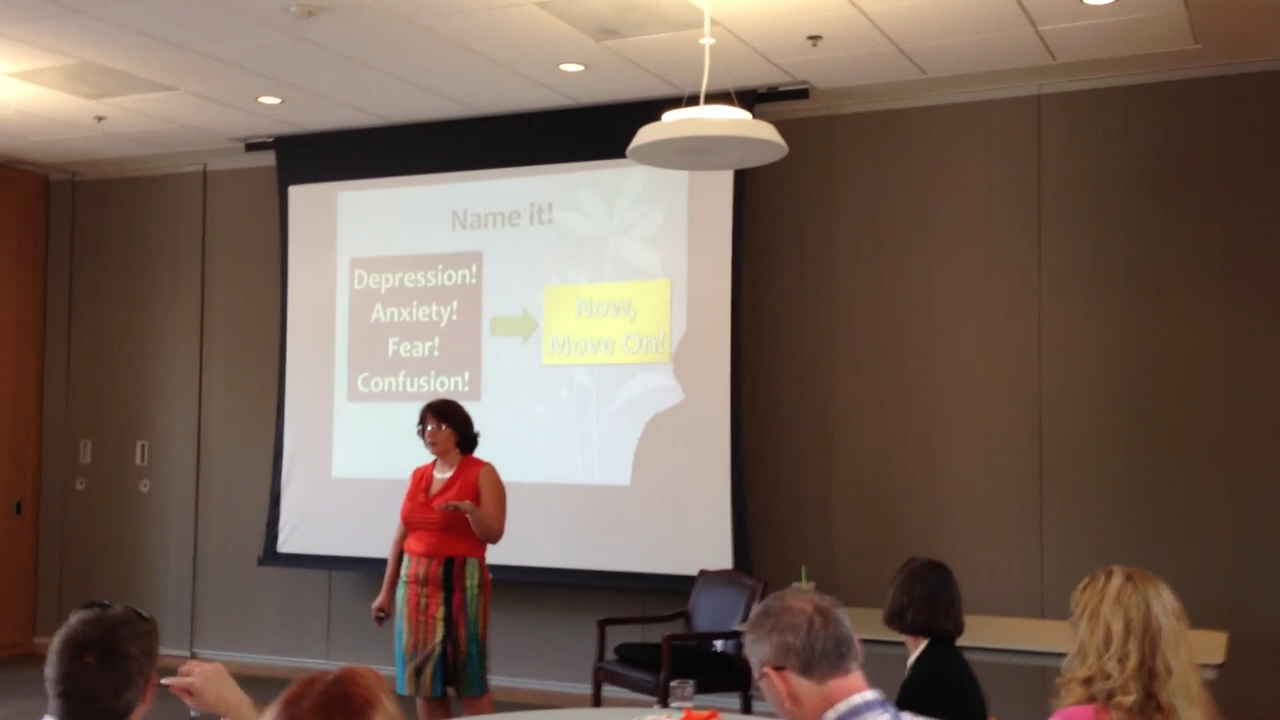 Name it!
Depression!
Anxiety!
Fear!
Confusion!
Now,
Move On!